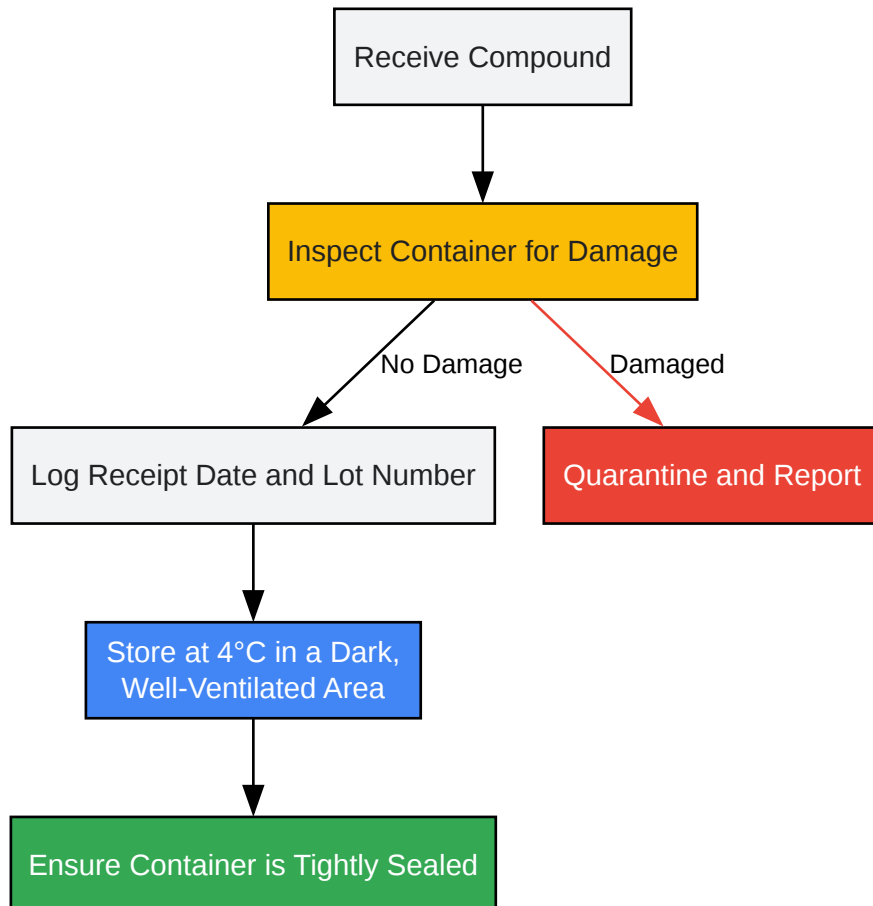 Receive Compound
Inspect Container for Damage
No Damage
Damaged
Log Receipt Date and Lot Number
Quarantine and Report
Store at 4°C in a Dark,
Well-Ventilated Area
Ensure Container is Tightly Sealed